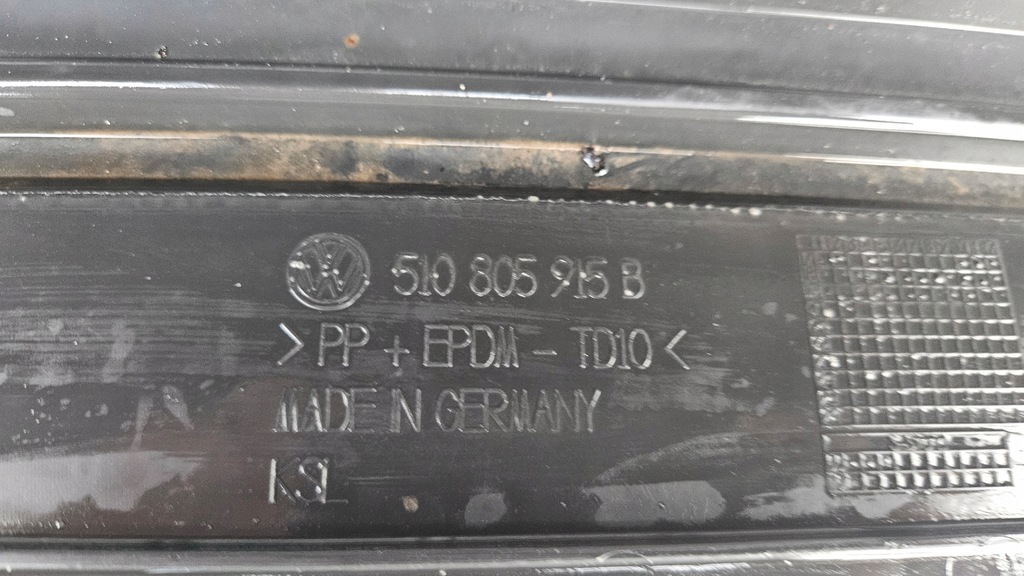 510 805 915 B
>PP + EPDM - TD10<
MADE IN GERMANY
KSL